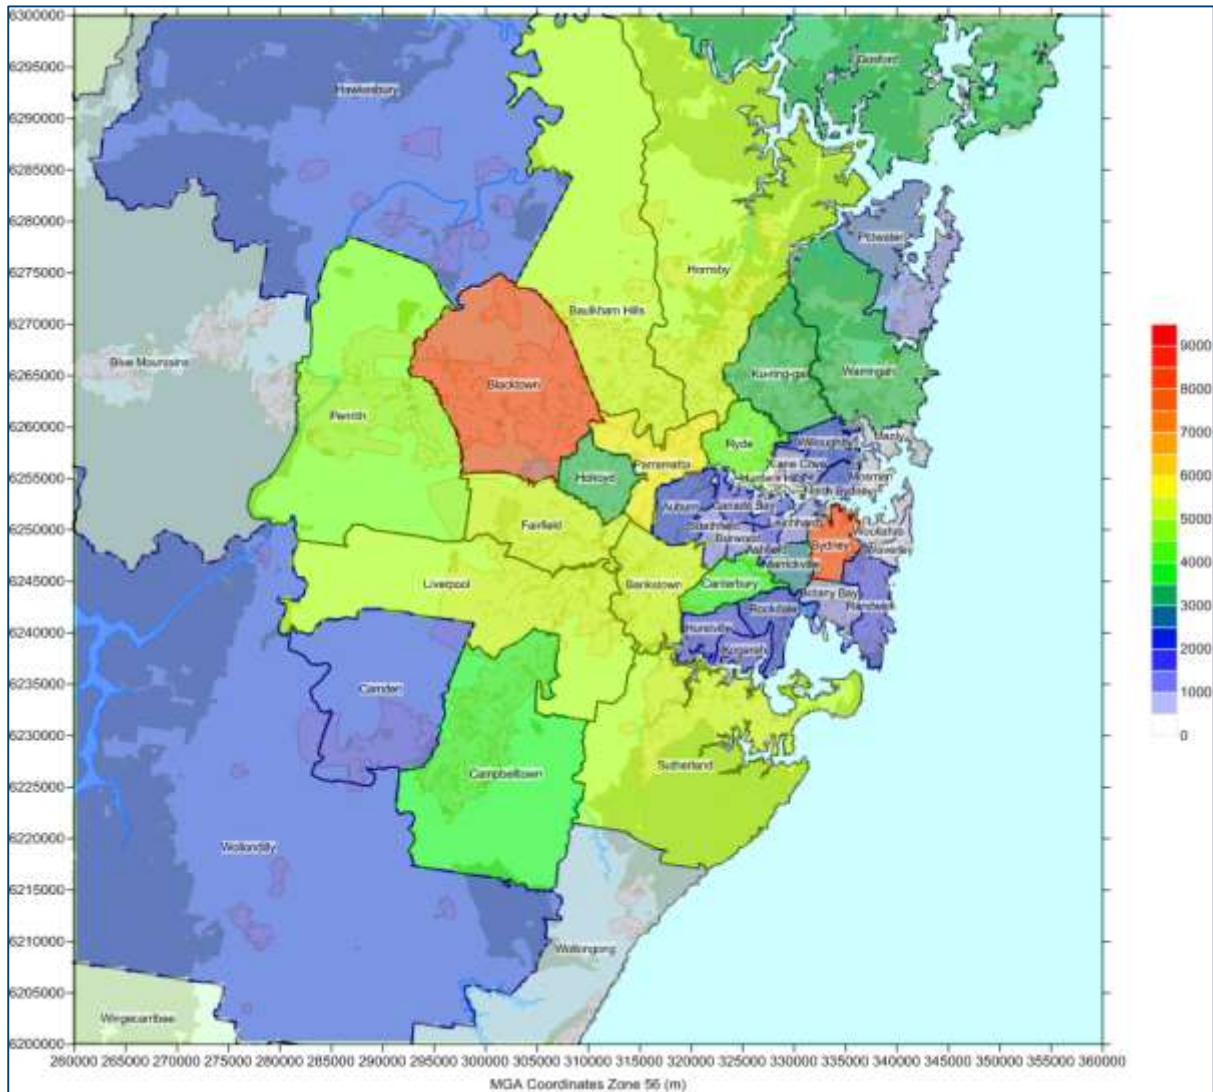 6300000
6295000
6290000
6285000
6280000
6275000
6270000
6265000
6260000
6255000
6250000
6245000
6240000
6235000
6230000
6225000
6220000
6215000
6210000
6205000
6200000
Gosford
Hawkesbury
Pittwater
Hornsby
Baulkham Hills
Blue Mountains
Blacktown
Ku-ring-gai
Warringah
Penrith
Ryde
Willoughby
Manly
Parramatta
Lane Cove
Holroyd
Hunters Hill
Mosman
North Sydney
Auburn
Canada Bay
Fairfield
Strathfield
Leichhardt
Woollahra
Burwood
Sydney
Ashfield
Waverley
Marrickville
Liverpool
Bankstown
Canterbury
Botany Bay
Rockdale
Randwick
Hurstville
Kogarah
Camden
Sutherland
Campbelltown
Wollondilly
Wollongong
Wingecarribee
260000 265000 270000 275000 280000 285000 290000 295000 300000 305000 310000 315000 320000 325000 330000 335000 340000 345000 350000 355000 360000
MGA Coordinates Zone 56 (m)
9000
8000
7000
6000
5000
4000
3000
2000
1000
0